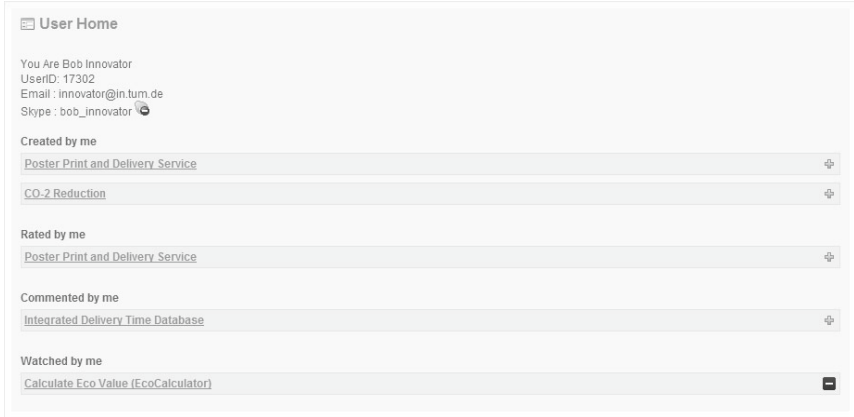 User Home
You Are Bob Innovator
UserID: 17302
Email : innovator@in.tum.de
Skype : bob_innovator
Created by me
Poster Print and Delivery Service
CO-2 Reduction
Rated by me
Poster Print and Delivery Service
Commented by me
Integrated Delivery Time Database
Watched by me
Calculate Eco Value (EcoCalculator)